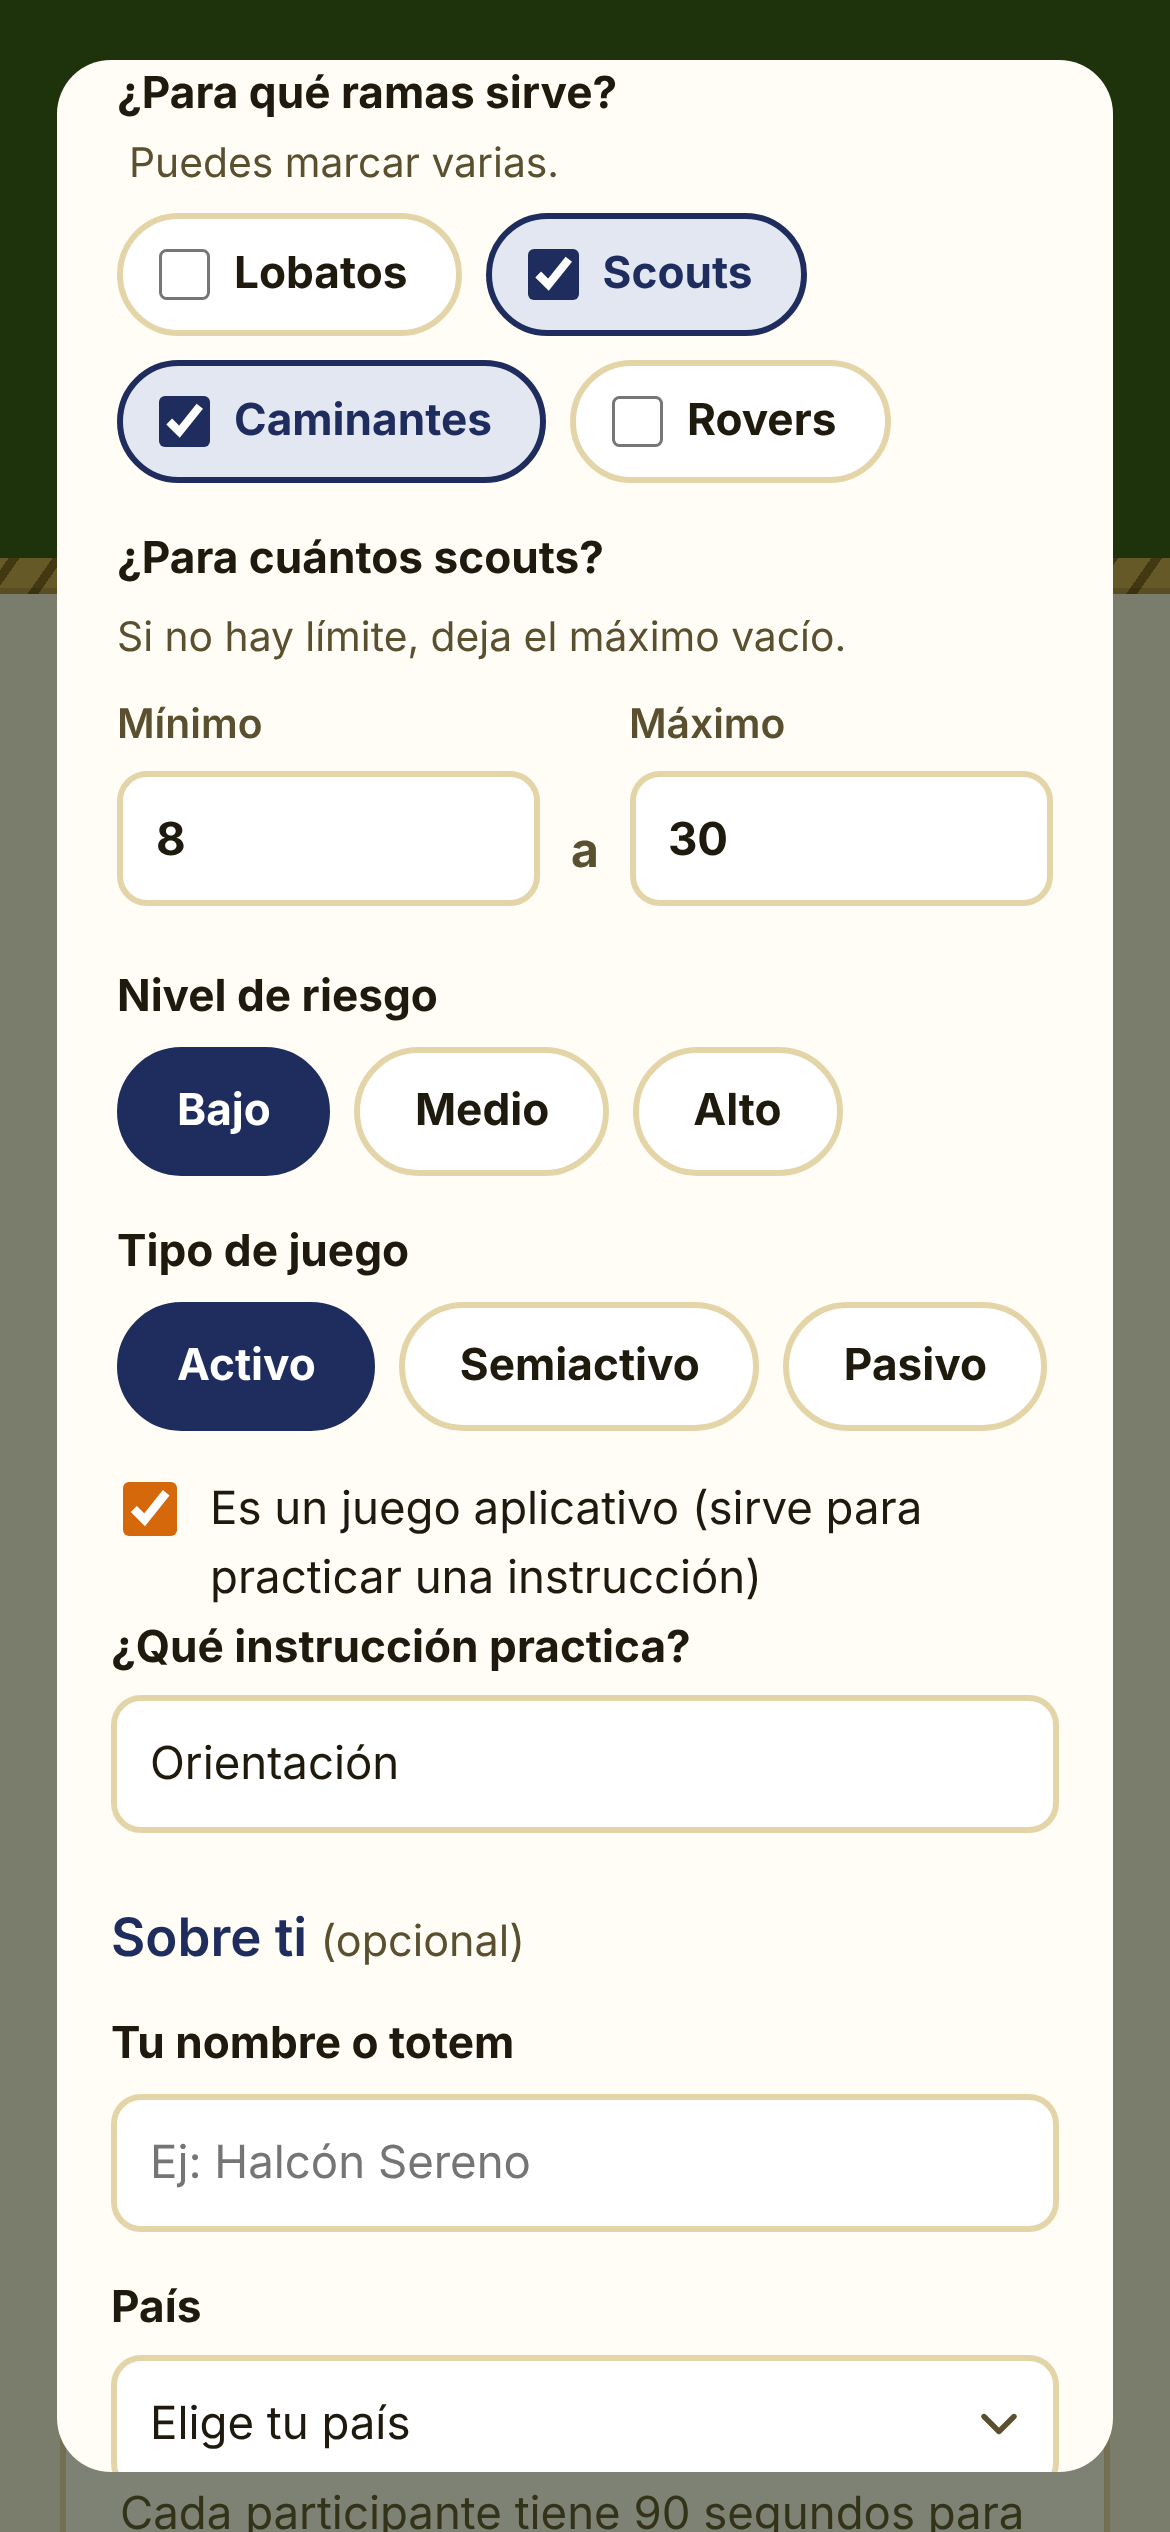 ¿Para qué ramas sirve?
Puedes marcar varias.
Lobatos
Scouts
Caminantes
Rovers
¿Para cuántos scouts?
Si no hay límite, deja el máximo vacío.
Mínimo
Máximo
8
a
30
Nivel de riesgo
Bajo
Medio
Alto
Tipo de juego
Activo
Semiactivo
Pasivo
Es un juego aplicativo (sirve para
practicar una instrucción)
¿Qué instrucción practica?
Orientación
Sobre ti (opcional)
Tu nombre o totem
Ej: Halcón Sereno
País
Elige tu país
Cada participante tiene 90 segundos para